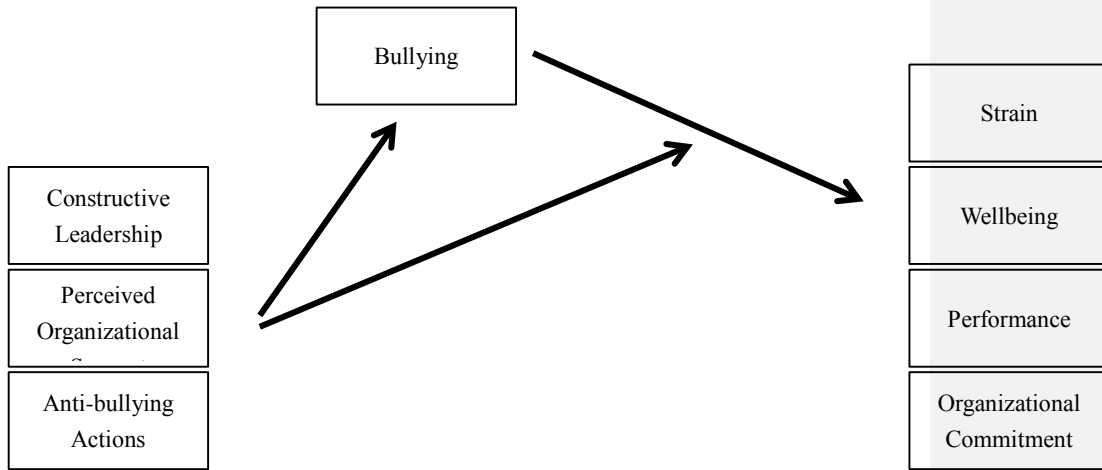 Bullying
Strain
Constructive
Leadership
Wellbeing
Perceived
Organizational
Performance
Anti-bullying
Actions
Organizational
Commitment